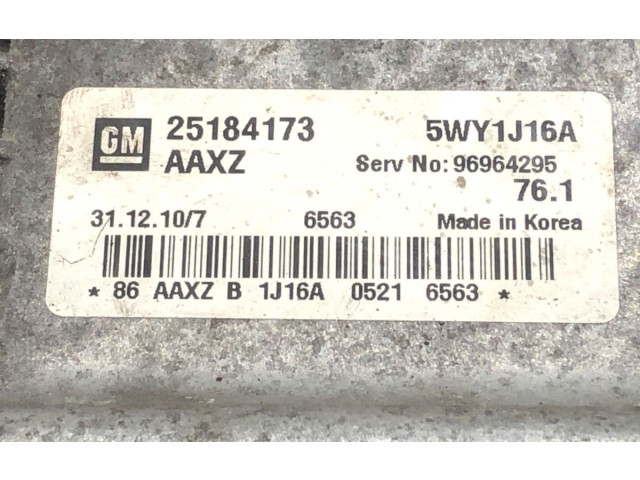 GM 25184173 5WY1J16A
AAXZ Serv No: 96964295
76.1
31.12.10/7 6563 Made in Korea
* 86 AAXZ B 1J16A 0521 6563 *